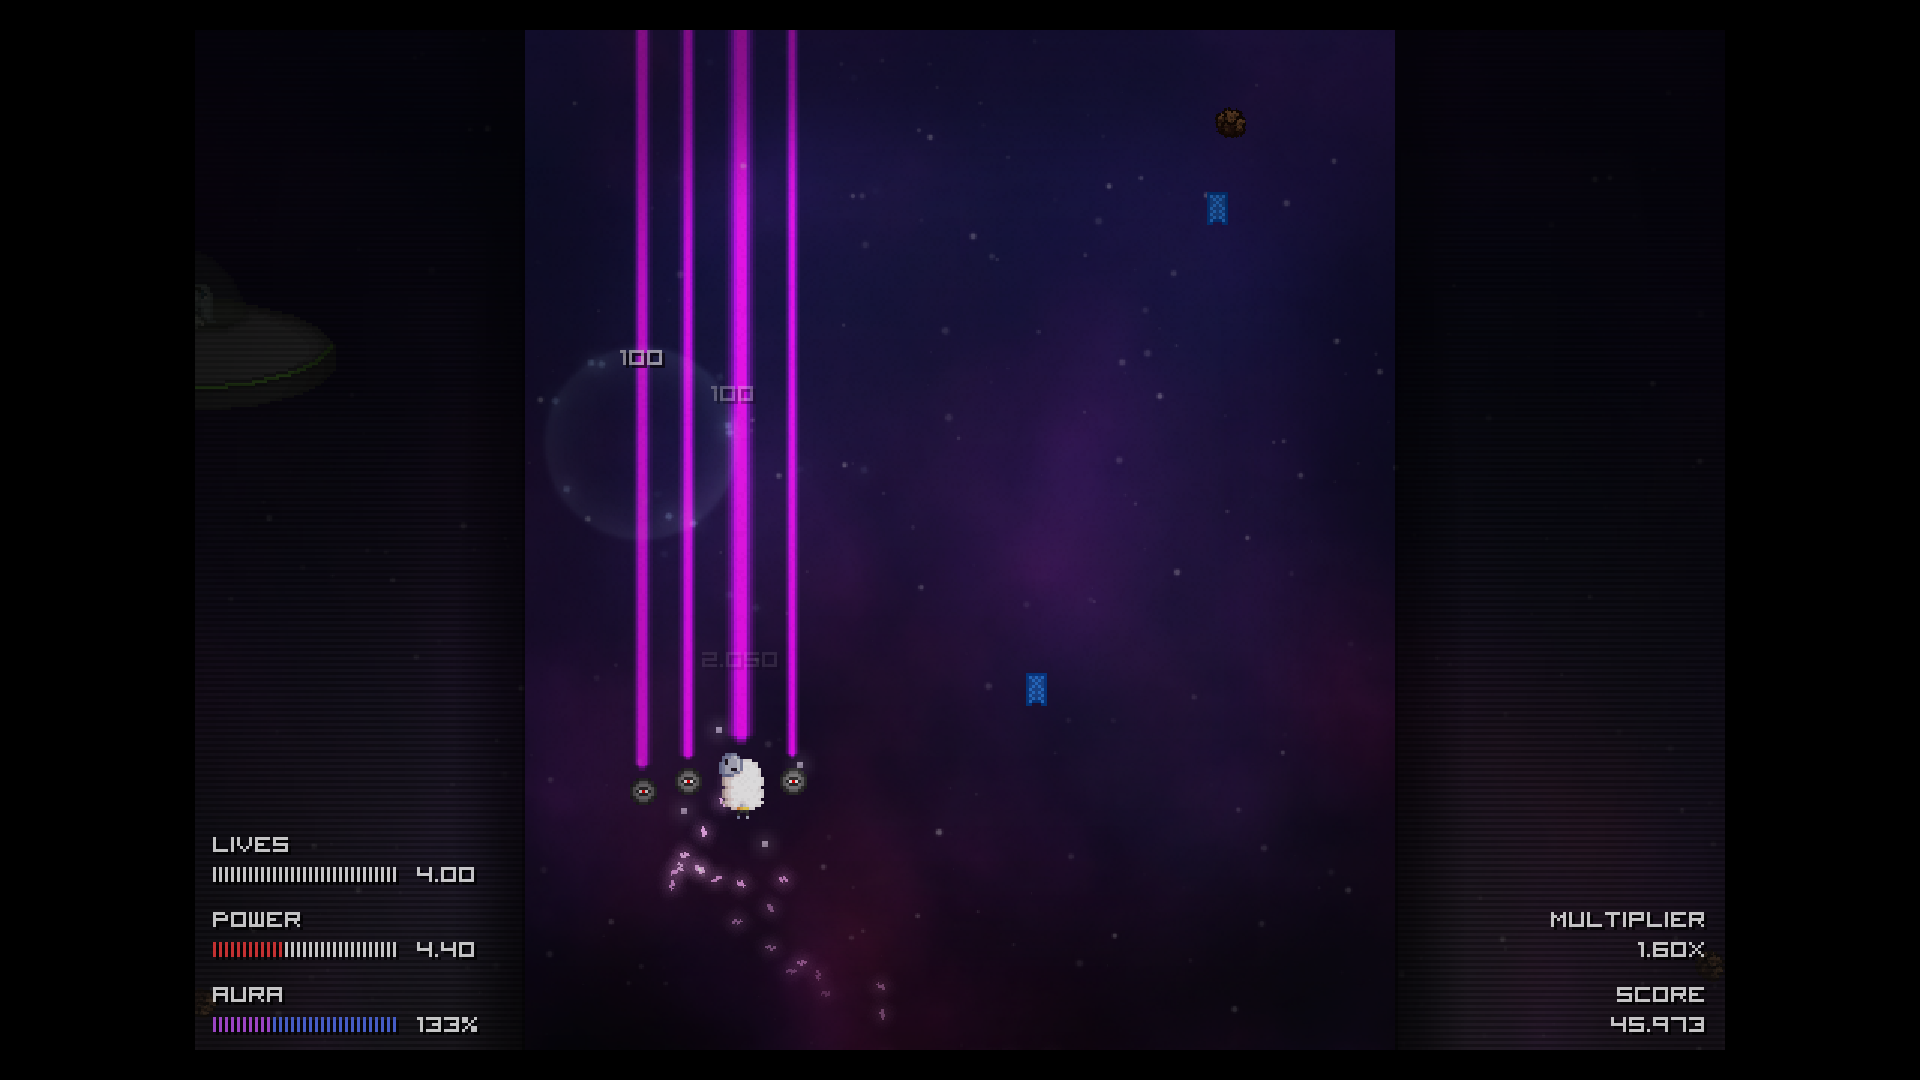 100
100
2.050
LIVES
4.00
POWER
4.40
AURA
133%
MULTIPLIER
1.60X
SCORE
45.973